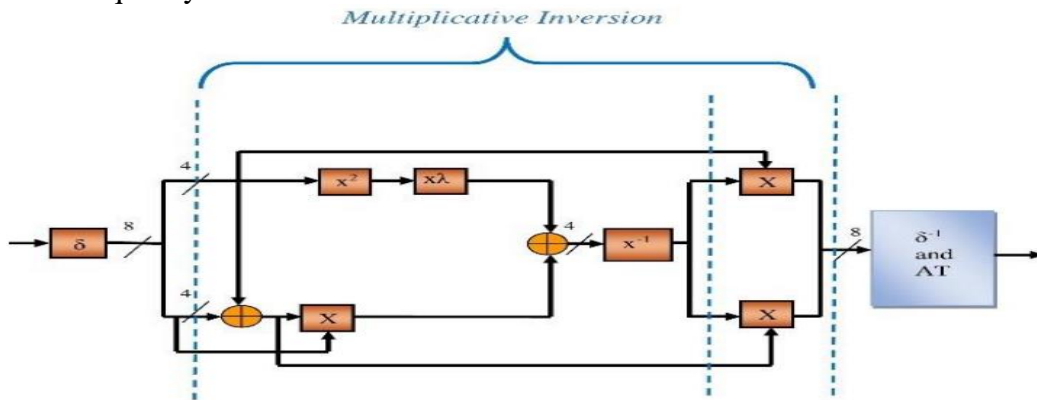 Multiplicative Inversion
4
x²
xλ
X
8
δ
4
x⁻¹
8
δ⁻¹
and
AT
4
X
X